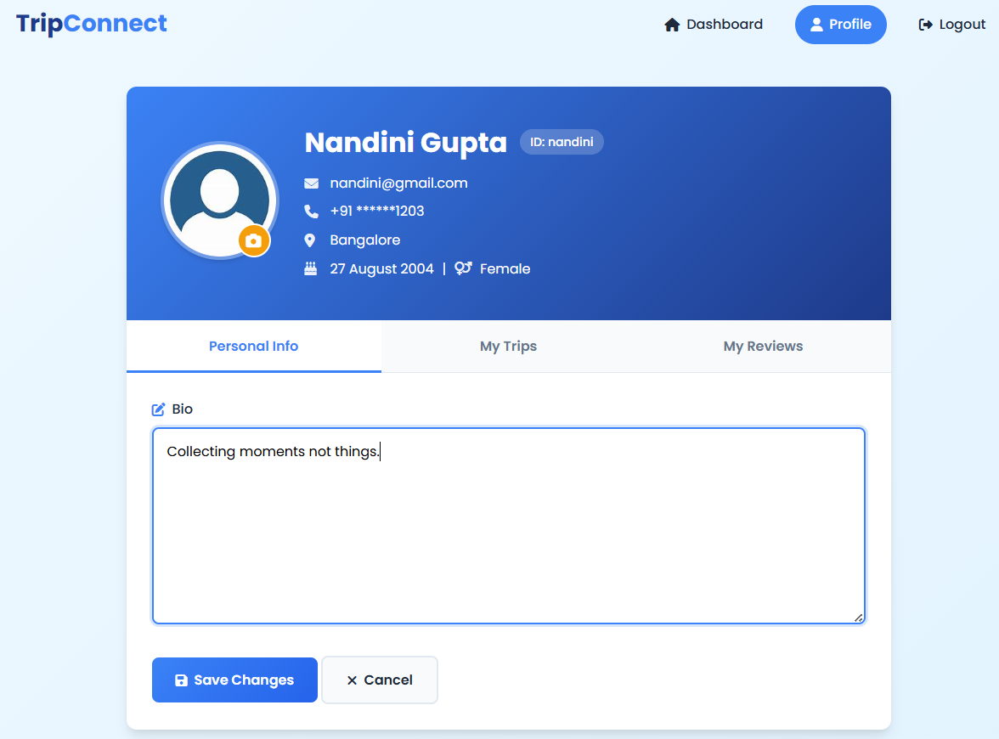 TripConnect
Dashboard
Profile
Logout
Nandini Gupta
ID: nandini
nandini@gmail.com
+91 ******1203
Bangalore
27 August 2004 | Female
Personal Info
My Trips
My Reviews
Bio
Collecting moments not things.
Save Changes
Cancel